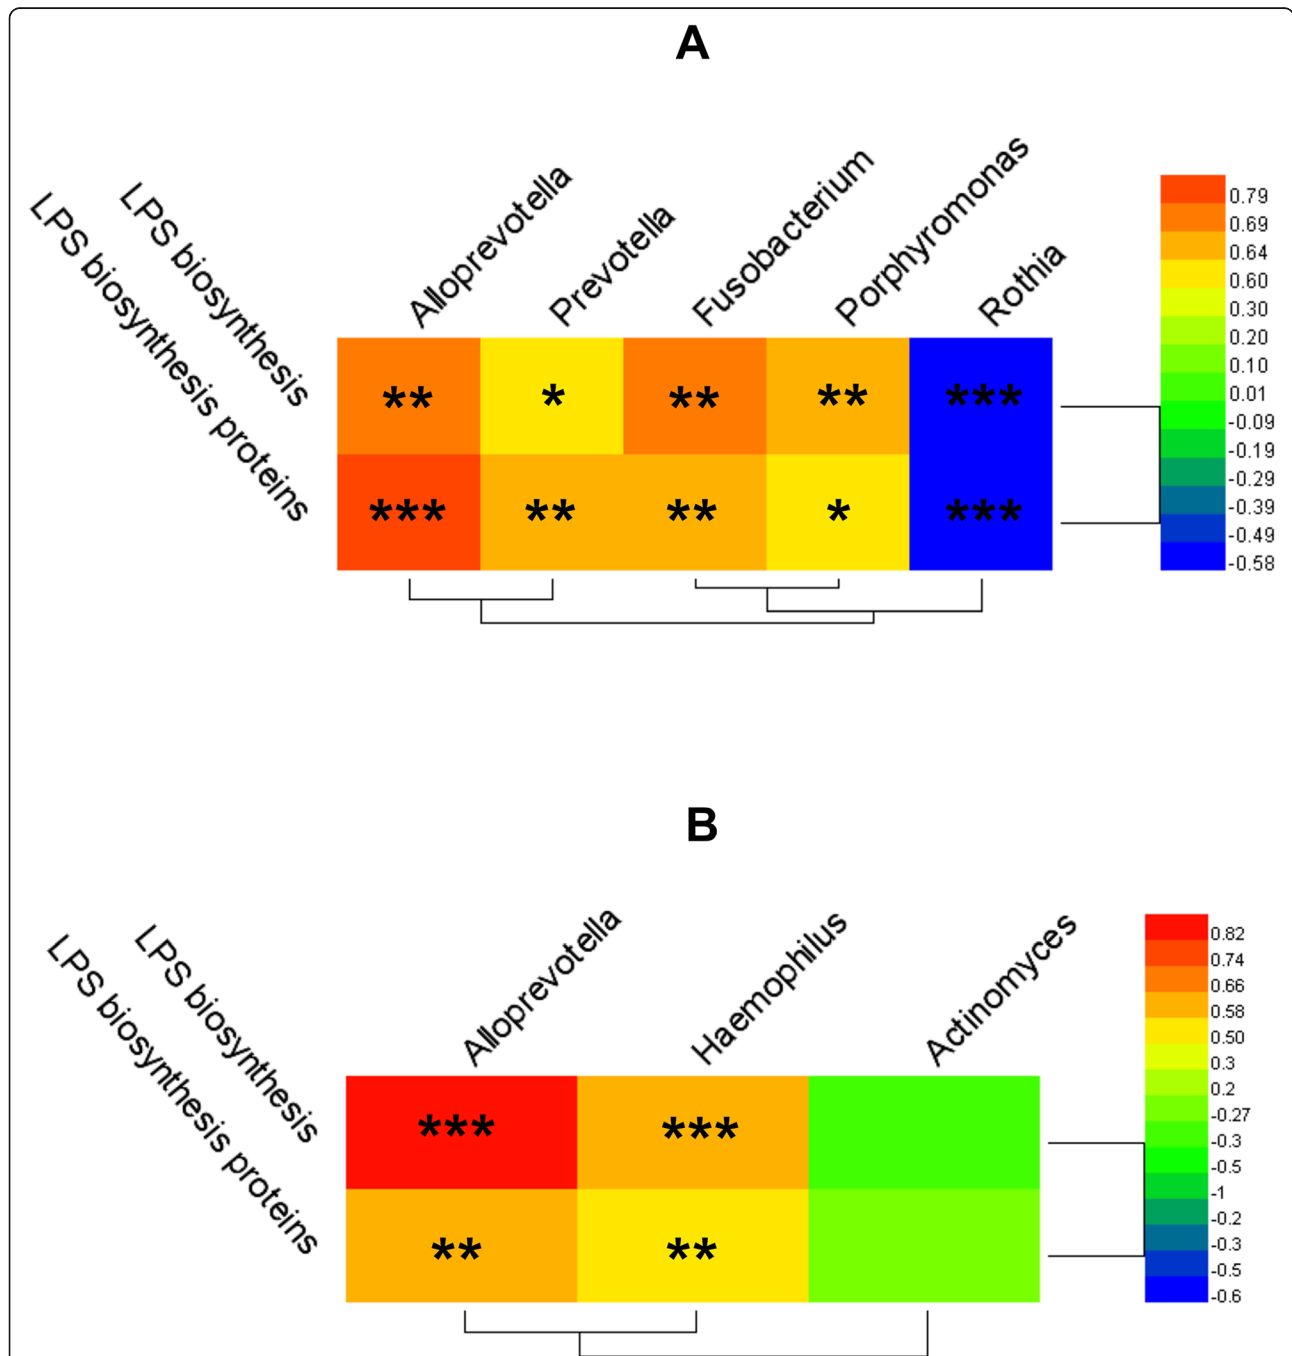 A
Alloprevotella
Prevotella
Fusobacterium
Porphyromonas
Rothia
LPS biosynthesis
LPS biosynthesis proteins
** * ** ** ***
*** ** ** * ***
0.79
0.69
0.64
0.60
0.30
0.20
0.10
0.01
-0.09
-0.19
-0.29
-0.39
-0.49
-0.58
B
Alloprevotella
Haemophilus
Actinomyces
LPS biosynthesis
LPS biosynthesis proteins
*** ***
** **
0.82
0.74
0.66
0.58
0.50
0.3
0.2
-0.27
-0.3
-0.5
-1
-0.2
-0.3
-0.5
-0.6